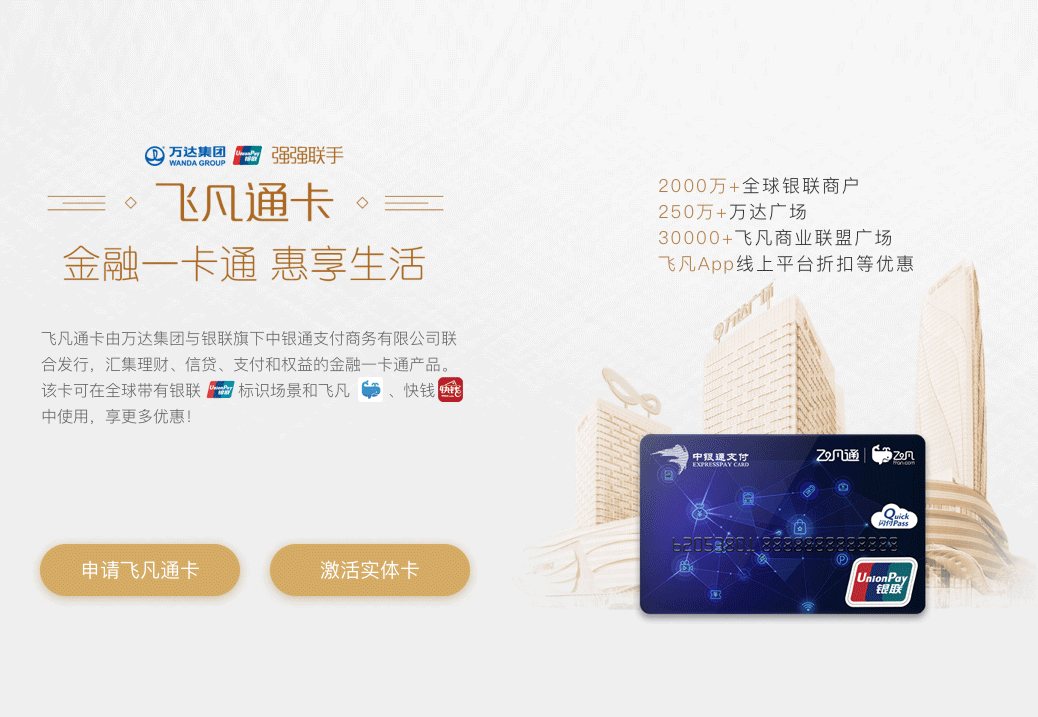 万达集团 WANDA GROUP UnionPay 银联 强强联手
飞凡通卡
金融一卡通 惠享生活
飞凡通卡由万达集团与银联旗下中银通支付商务有限公司联
合发行，汇集理财、信贷、支付和权益的金融一卡通产品。
该卡可在全球带有银联 UnionPay 银联 标识场景和飞凡 、快钱 快钱
中使用，享更多优惠！
申请飞凡通卡
激活实体卡
2000万+全球银联商户
250万+万达广场
30000+飞凡商业联盟广场
飞凡App线上平台折扣等优惠
万达广场
中银通支付
EXPRESSPAY CARD
飞凡通
ffan.com
Quick
闪付Pass
UnionPay
银联